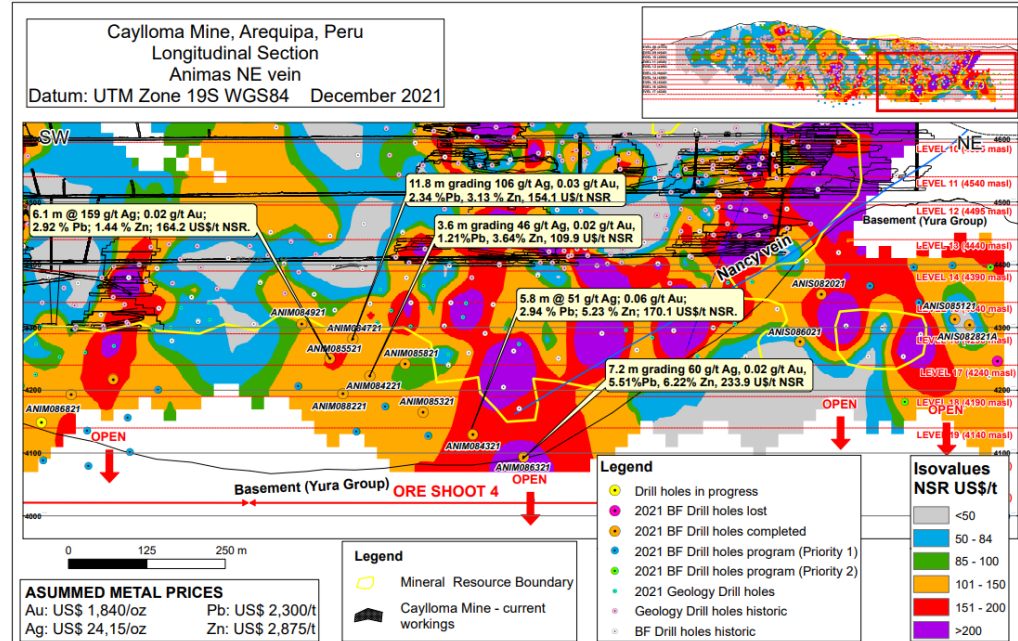 Caylloma Mine, Arequipa, Peru
Longitudinal Section
Animas NE vein
Datum: UTM Zone 19S WGS84 December 2021
SW
NE
LEVEL 11 (4540 masl)
LEVEL 12 (4495 masl)
Basement (Yura Group)
LEVEL 13 (4440 masl)
LEVEL 14 (4390 masl)
LEVEL 17 (4240 masl)
LEVEL 18 (4190 masl)
LEVEL 19 (4140 masl)
11.8 m grading 106 g/t Ag, 0.03 g/t Au,
2.34 %Pb, 3.13 % Zn, 154.1 U$/t NSR
6.1 m @ 159 g/t Ag; 0.02 g/t Au;
2.92 % Pb; 1.44 % Zn; 164.2 US$/t NSR.
3.6 m grading 46 g/t Ag, 0.02 g/t Au,
1.21%Pb, 3.64% Zn, 109.9 U$/t NSR
5.8 m @ 51 g/t Ag; 0.06 g/t Au;
2.94 % Pb; 5.23 % Zn; 170.1 US$/t NSR.
7.2 m grading 60 g/t Ag, 0.02 g/t Au,
5.51%Pb, 6.22% Zn, 233.9 U$/t NSR
Nancy vein
ANIM084921
ANIM084721
ANIM085521
ANIM085821
ANIM084221
ANIM088221
ANIM085321
ANIM086821
ANIM084321
ANIM086321
ANIS082021
ANIS086021
ANIS085121
ANIS082821A
4500
4400
4300
4200
4100
4000
4500
4400
4300
4200
4100
4000
OPEN
OPEN
OPEN
OPEN
Basement (Yura Group)
ORE SHOOT 4
0 125 250 m
ASUMMED METAL PRICES
Au: US$ 1,840/oz Pb: US$ 2,300/t
Ag: US$ 24,15/oz Zn: US$ 2,875/t
Legend
Mineral Resource Boundary
Caylloma Mine - current
workings
Legend
Drill holes in progress
2021 BF Drill holes lost
2021 BF Drill holes completed
2021 BF Drill holes program (Priority 1)
2021 BF Drill holes program (Priority 2)
2021 Geology Drill holes
Geology Drill holes historic
BF Drill holes historic
Isovalues
NSR US$/t
<50
50 - 84
85 - 100
101 - 150
151 - 200
>200